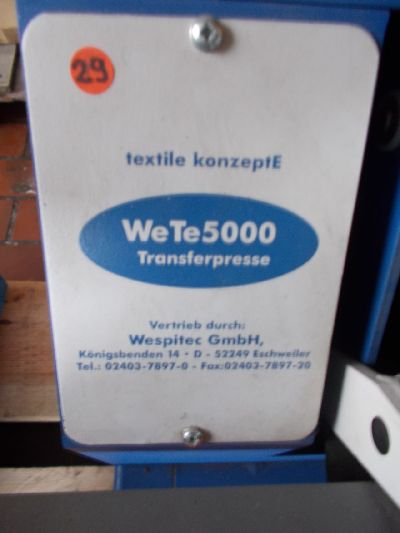 29
textile konzeptE
WeTe5000
Transferpresse
Vertrieb durch:
Wespitec GmbH,
Königsbenden 14 • D - 52249 Eschweiler
Tel.: 02403-7897-0 - Fax:02403-7897-20